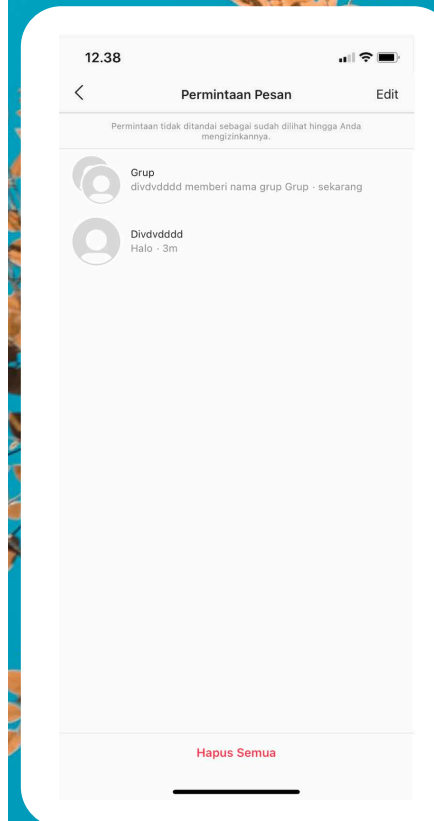 12.38
Permintaan Pesan
Edit
Permintaan tidak ditandai sebagai sudah dilihat hingga Anda
mengizinkannya.
Grup
divdvdddd memberi nama grup Grup · sekarang
Divdvdddd
Halo · 3m
Hapus Semua